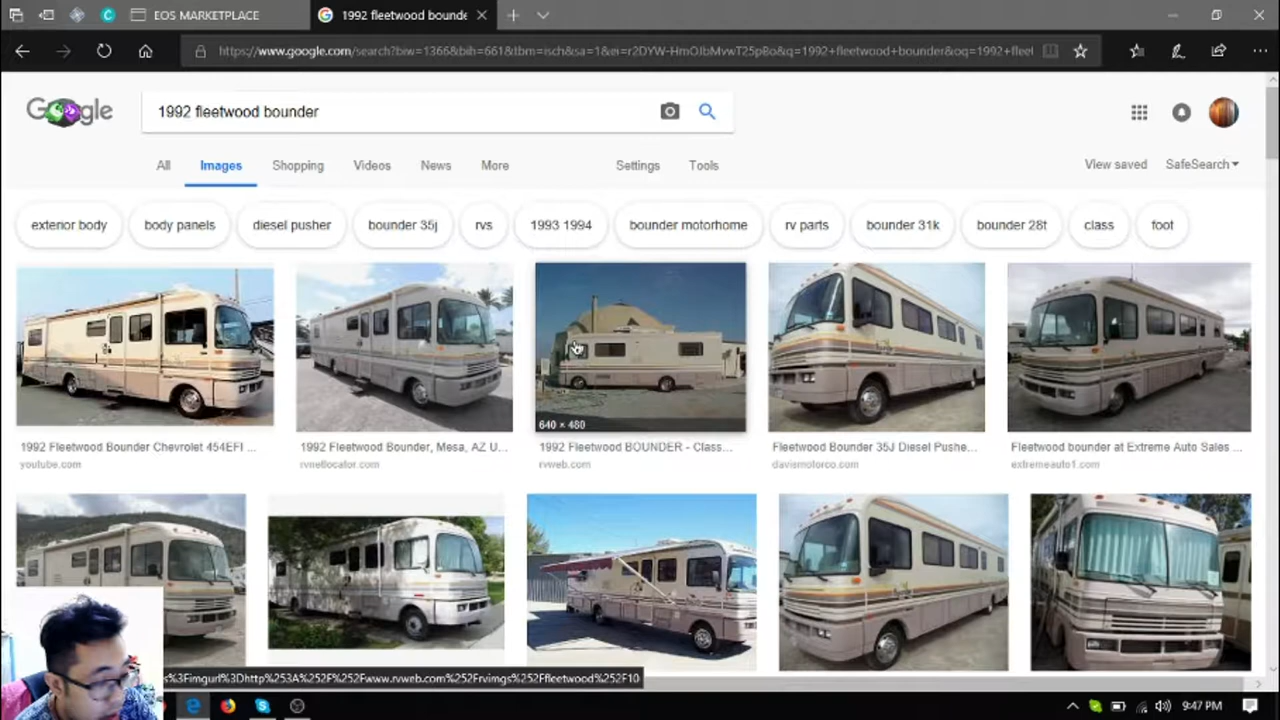 EOS MARKETPLACE
1992 fleetwood bounde
https://www.google.com/search?biw=1366&bih=661&tbm=isch&sa=1&ei=r2DYW-HmOJbMvwT25pBo&q=1992+fleetwood+bounder&oq=1992+fleet
Google
1992 fleetwood bounder
All
Images
Shopping
Videos
News
More
Settings
Tools
View saved
SafeSearch
exterior body
body panels
diesel pusher
bounder 35j
rvs
1993 1994
bounder motorhome
rv parts
bounder 31k
bounder 28t
class
foot
640 × 480
1992 Fleetwood Bounder Chevrolet 454EFI ...
youtube.com
1992 Fleetwood Bounder, Mesa, AZ U...
rvnetlocator.com
1992 Fleetwood BOUNDER - Class...
rvweb.com
Fleetwood Bounder 35J Diesel Pushe...
davismotorco.com
Fleetwood bounder at Extreme Auto Sales ...
extremeauto1.com
s%3Fimgurl%3Dhttp%253A%252F%252Fwww.rvweb.com%252Frvimgs%252Ffleetwood%252F10
9:47 PM